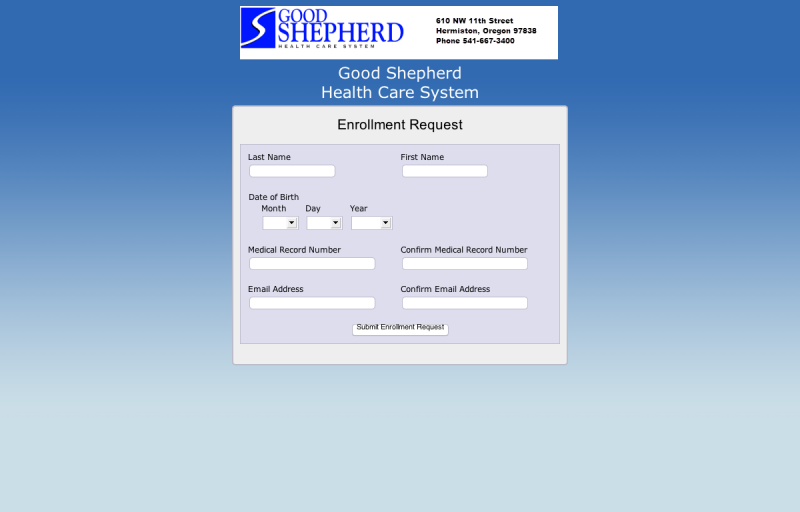 GOOD
SHEPHERD
HEALTH CARE SYSTEM
610 NW 11th Street
Hermiston, Oregon 97838
Phone 541-667-3400
Good Shepherd
Health Care System
Enrollment Request
Last Name First Name
Date of Birth
Month Day Year
Medical Record Number Confirm Medical Record Number
Email Address Confirm Email Address
Submit Enrollment Request